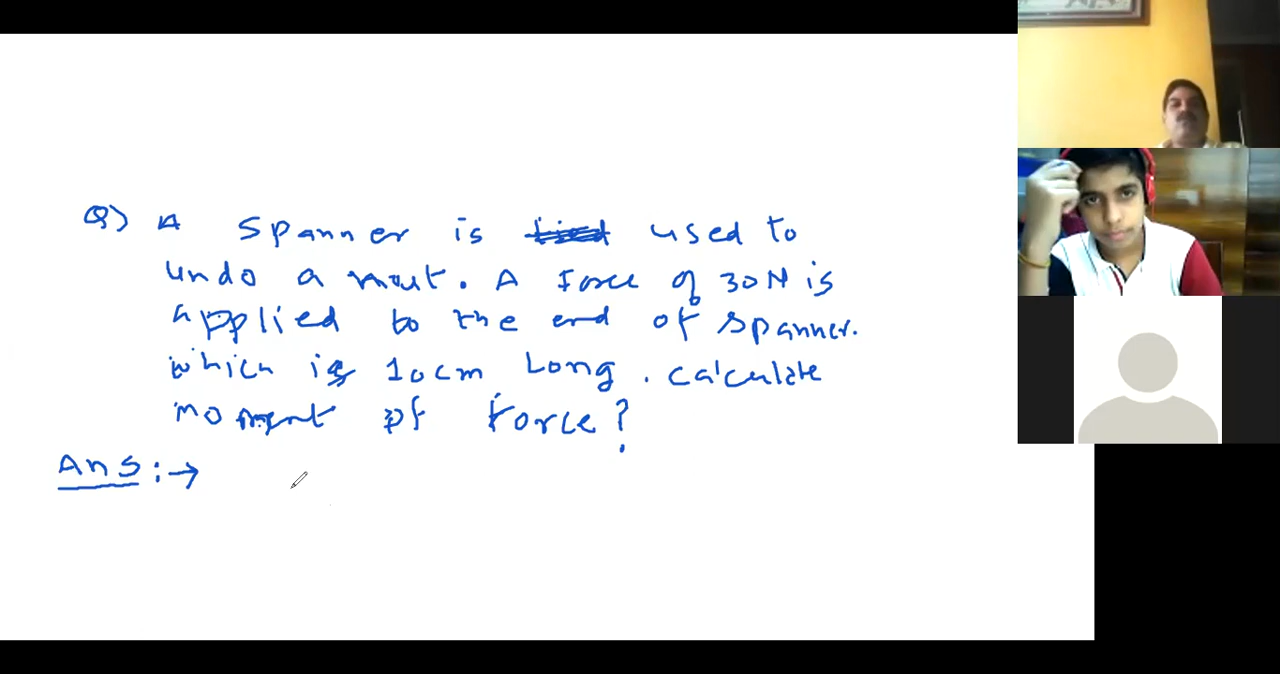 Q) A spanner is used to
undo a nut. A Force of 30N is
applied to the end of spanner.
which is 10cm Long. calculate
moment of Force?
Ans :→